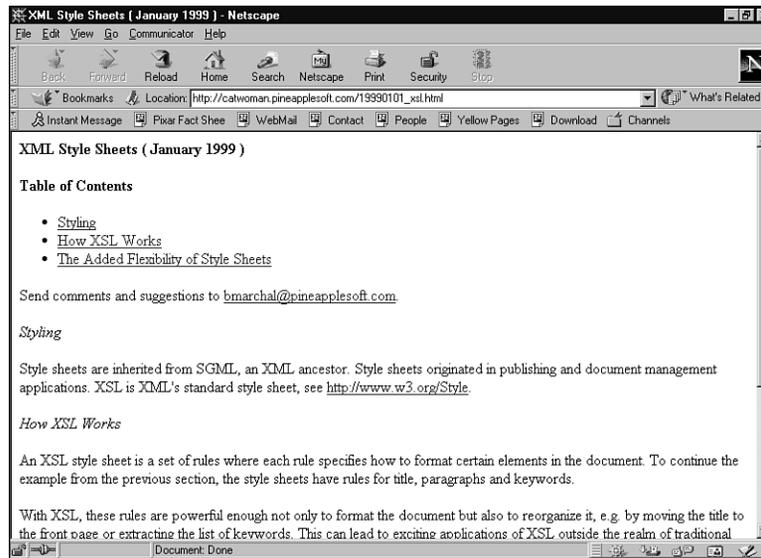 XML Style Sheets ( January 1999 ) - Netscape
File Edit View Go Communicator Help
Back Forward Reload Home Search Netscape Print Security Stop
N
Bookmarks Location: http://catwoman.pineapplesoft.com/19990101_xsl.html What's Related
Instant Message Pixar Fact Shee WebMail Contact People Yellow Pages Download Channels
XML Style Sheets ( January 1999 )
Table of Contents
• Styling
• How XSL Works
• The Added Flexibility of Style Sheets
Send comments and suggestions to bmarchal@pineapplesoft.com.
Styling
Style sheets are inherited from SGML, an XML ancestor. Style sheets originated in publishing and document management
applications. XSL is XML's standard style sheet, see http://www.w3.org/Style.
How XSL Works
An XSL style sheet is a set of rules where each rule specifies how to format certain elements in the document. To continue the
example from the previous section, the style sheets have rules for title, paragraphs and keywords.
With XSL, these rules are powerful enough not only to format the document but also to reorganize it, e.g. by moving the title to
the front page or extracting the list of keywords. This can lead to exciting applications of XSL outside the realm of traditional
Document: Done